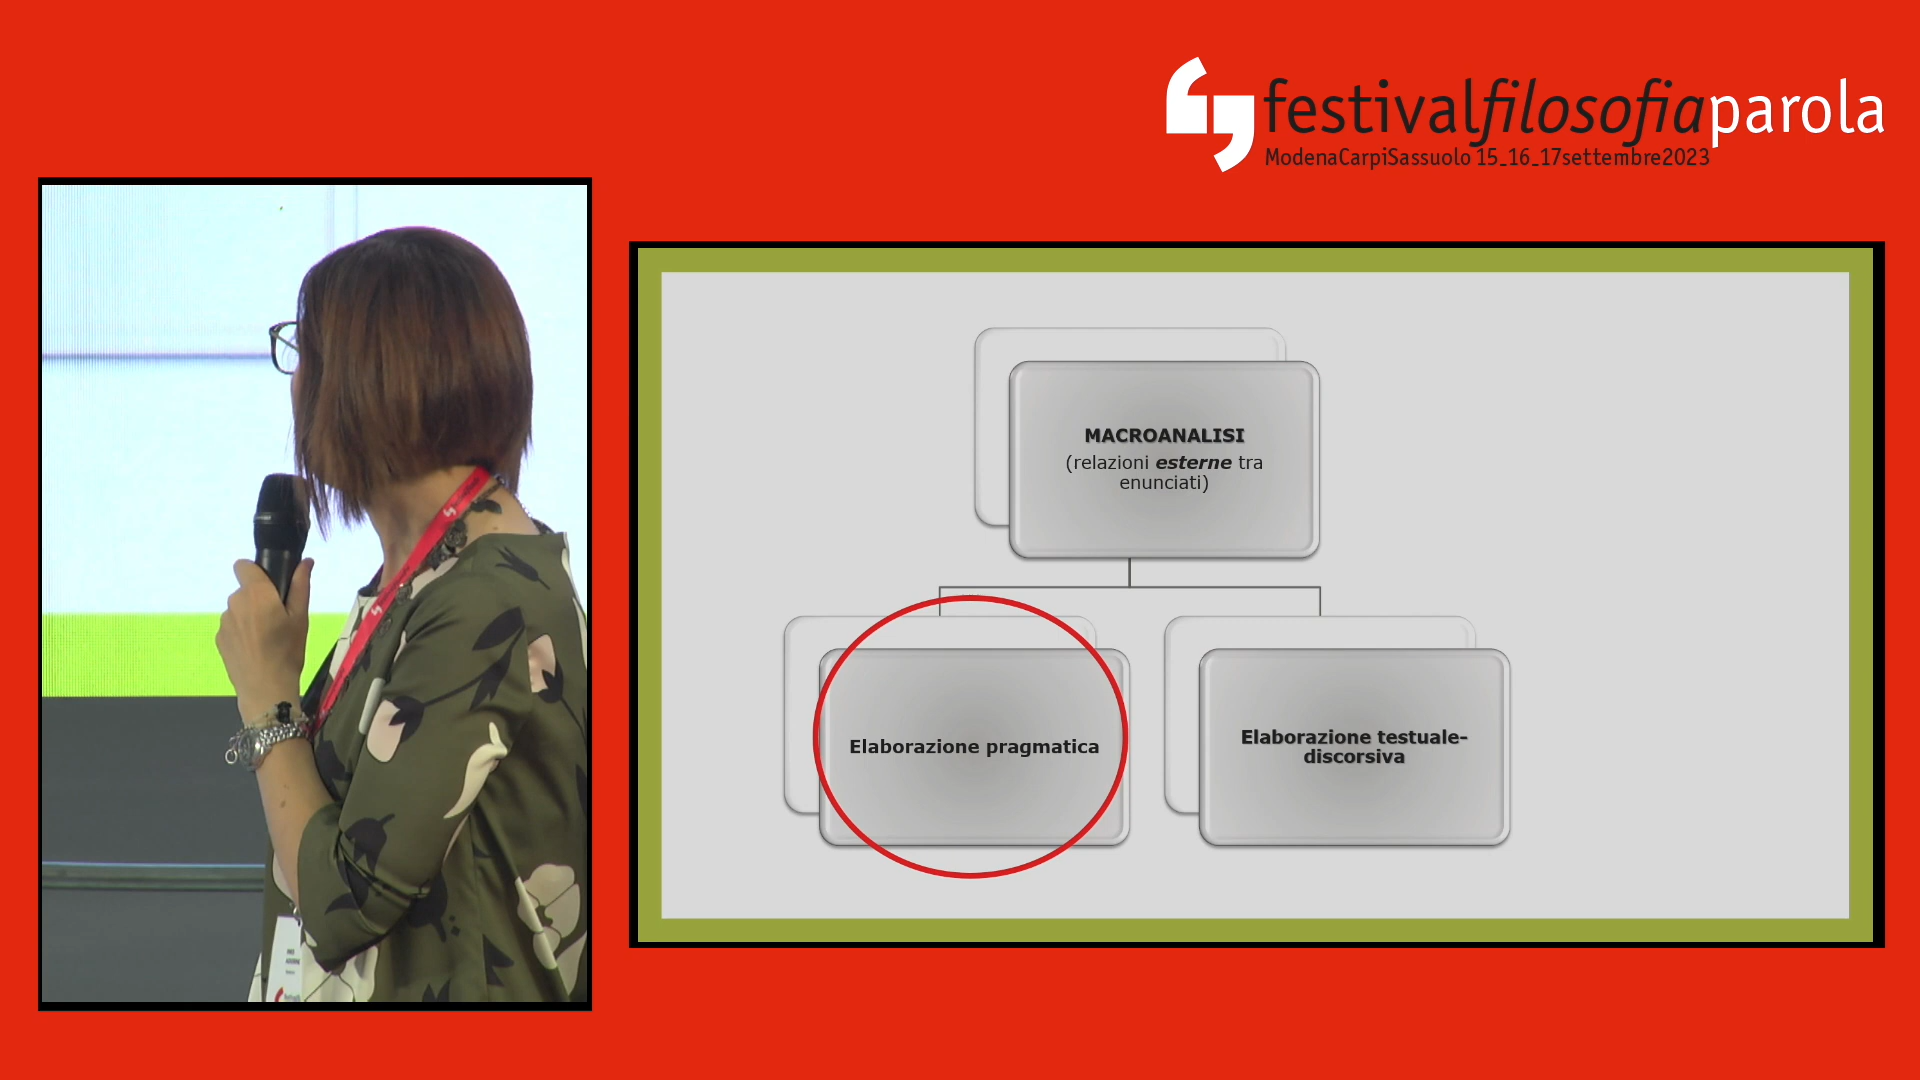 festivalfilosofiaparola
ModenaCarpiSassuolo 15_16_17settembre2023
MACROANALISI
(relazioni esterne tra
enunciati)
Elaborazione pragmatica
Elaborazione testuale-
discorsiva